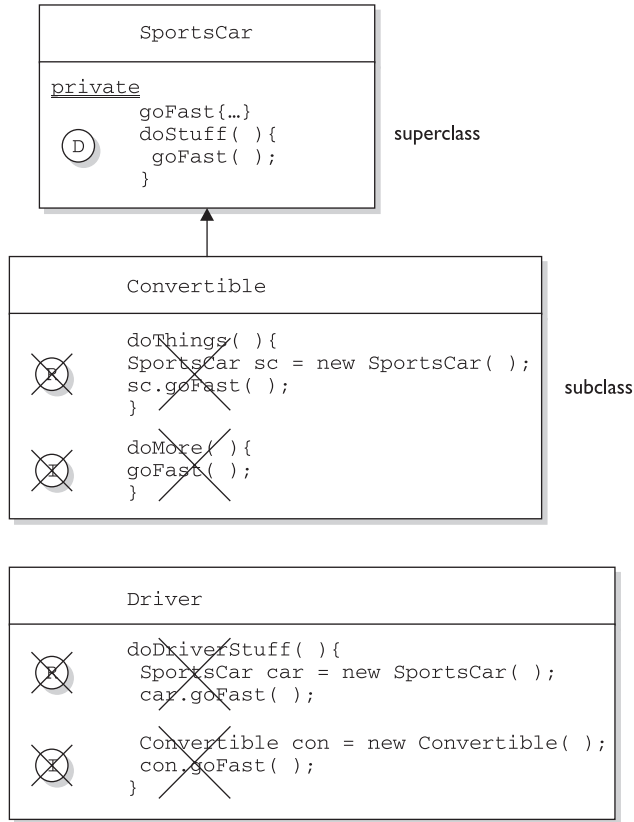 SportsCar
private
goFast{…}
doStuff( ){
goFast( );
}
D
superclass
Convertible
R
doThings( ){
SportsCar sc = new SportsCar( );
sc.goFast( );
}
subclass
I
doMore( ){
goFast( );
}
Driver
R
doDriverStuff( ){
SportsCar car = new SportsCar( );
car.goFast( );
I
Convertible con = new Convertible( );
con.goFast( );
}